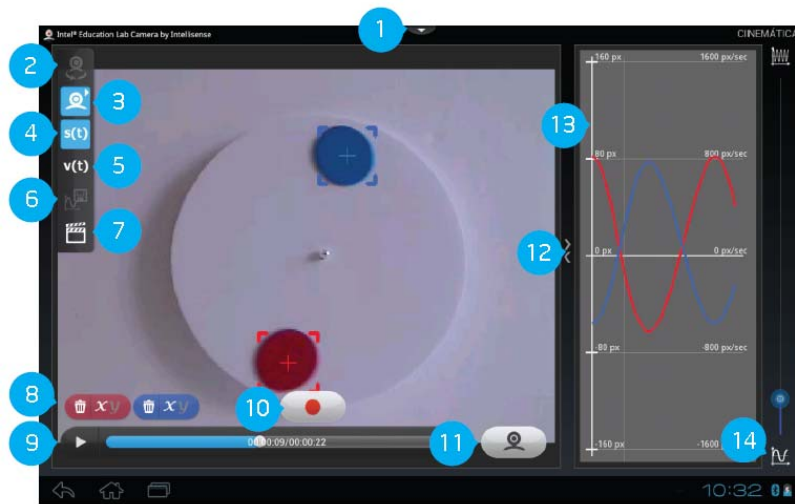 1
Intel® Education Lab Camera by Intellisense
CIINEMÁTICA
2
3
4
s(t)
5
v(t)
6
7
8
x y
x y
9
00:00:09/00:00:22
10
11
12
13
160 px
1600 px/sec
80 px
800 px/sec
0 px
0 px/sec
-80 px
-800 px/sec
-160 px
-1600
14
10:32